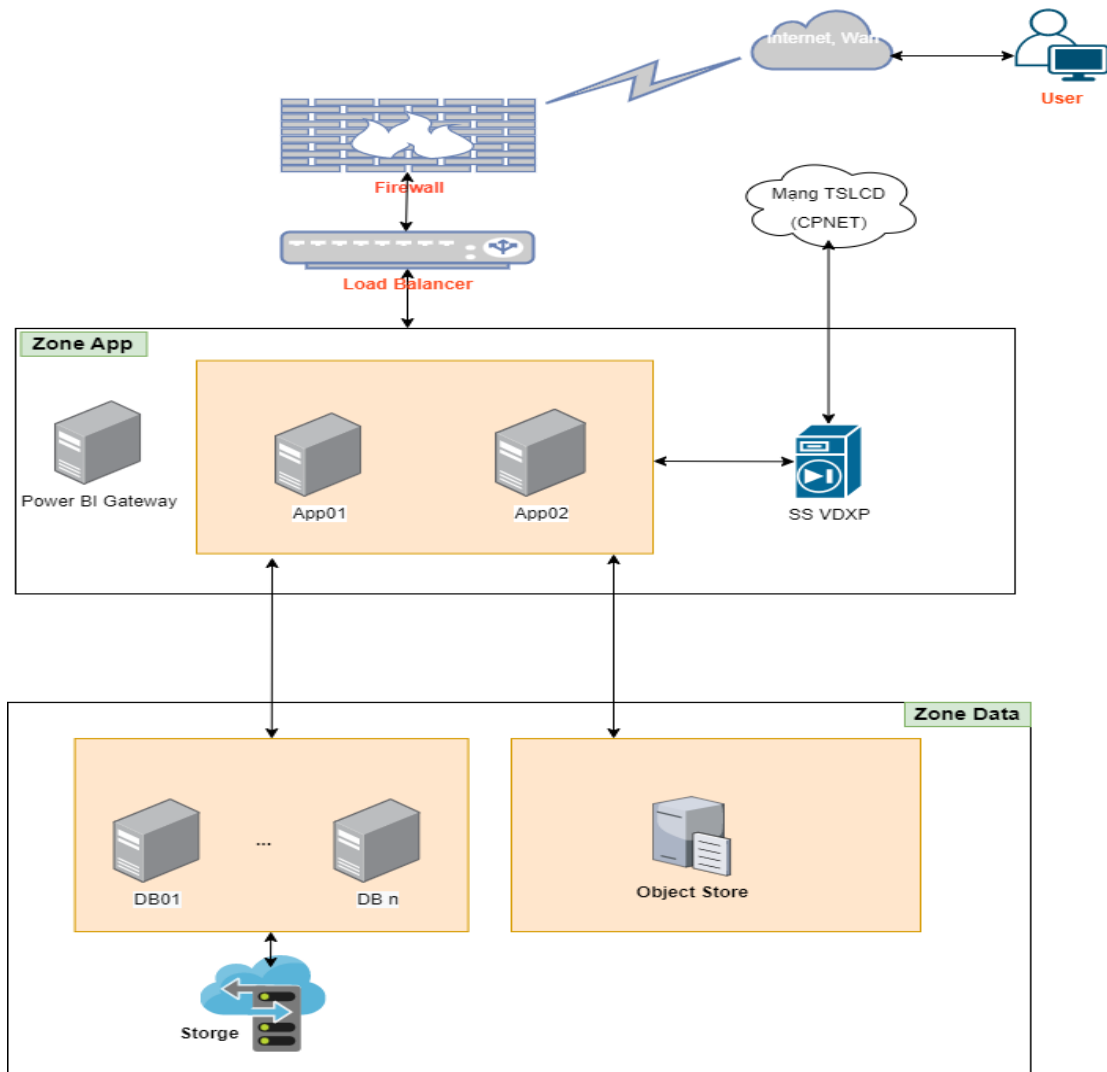 Internet, Wan
User
Firewall
Mạng TSLCD
(CPNET)
Load Balancer
Zone App
Power BI Gateway
App01
App02
SS VDXP
Zone Data
DB01
...
DB n
Object Store
Storge